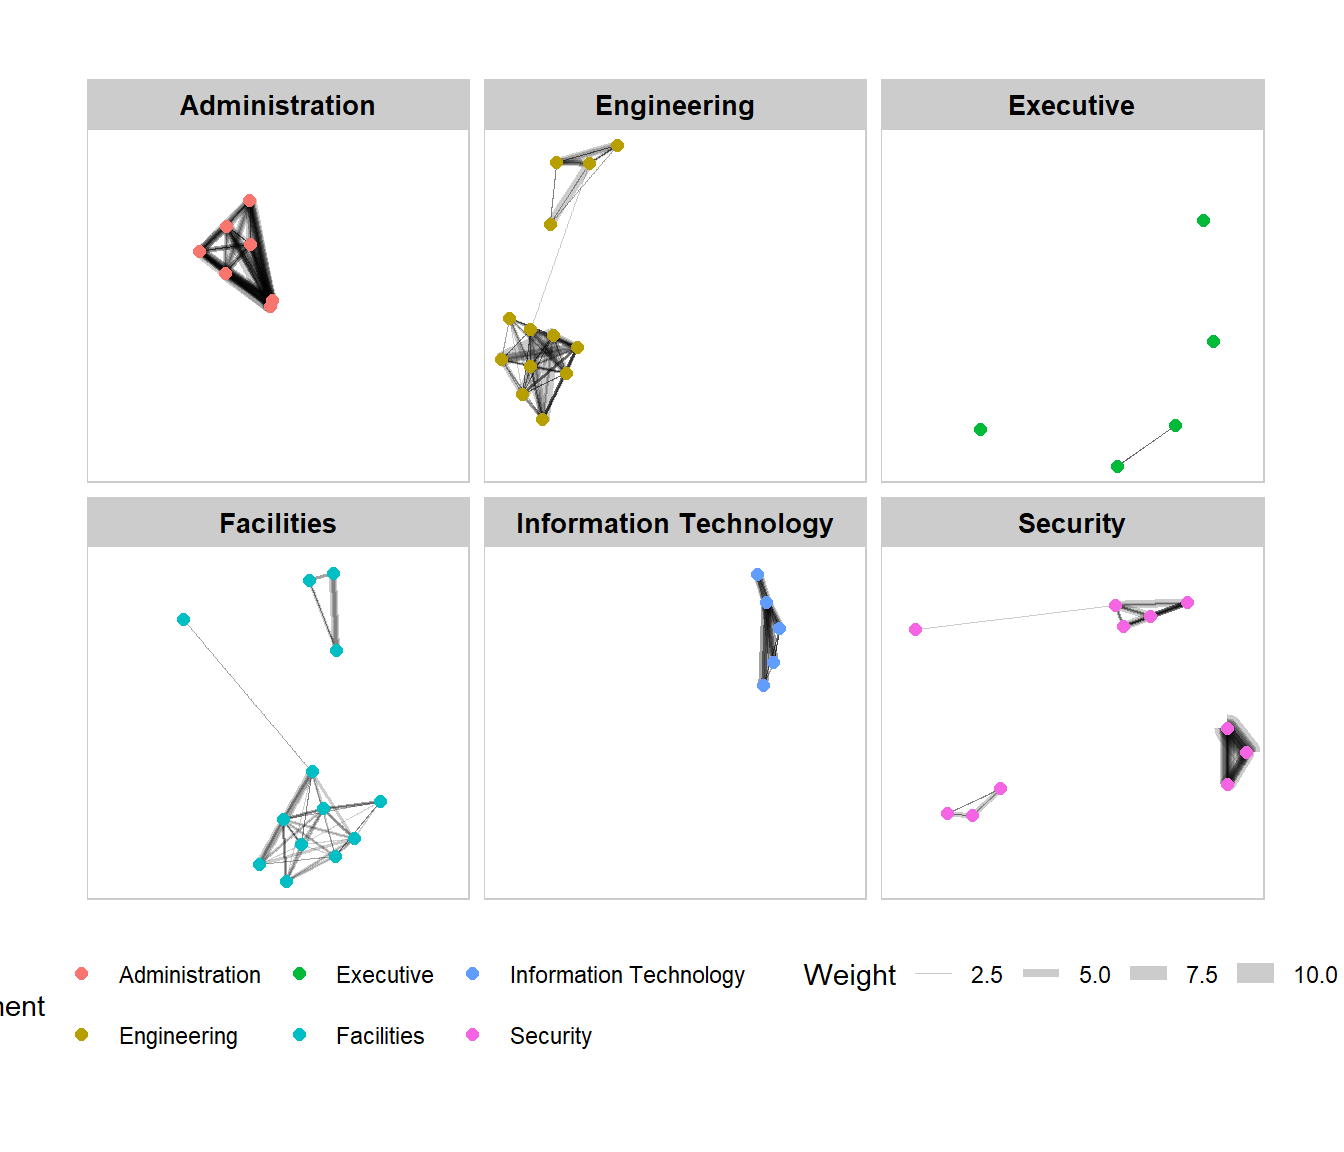 Administration
Engineering
Executive
Facilities
Information Technology
Security
Administration Executive Information Technology Weight 2.5 5.0 7.5 10.0
Engineering Facilities Security